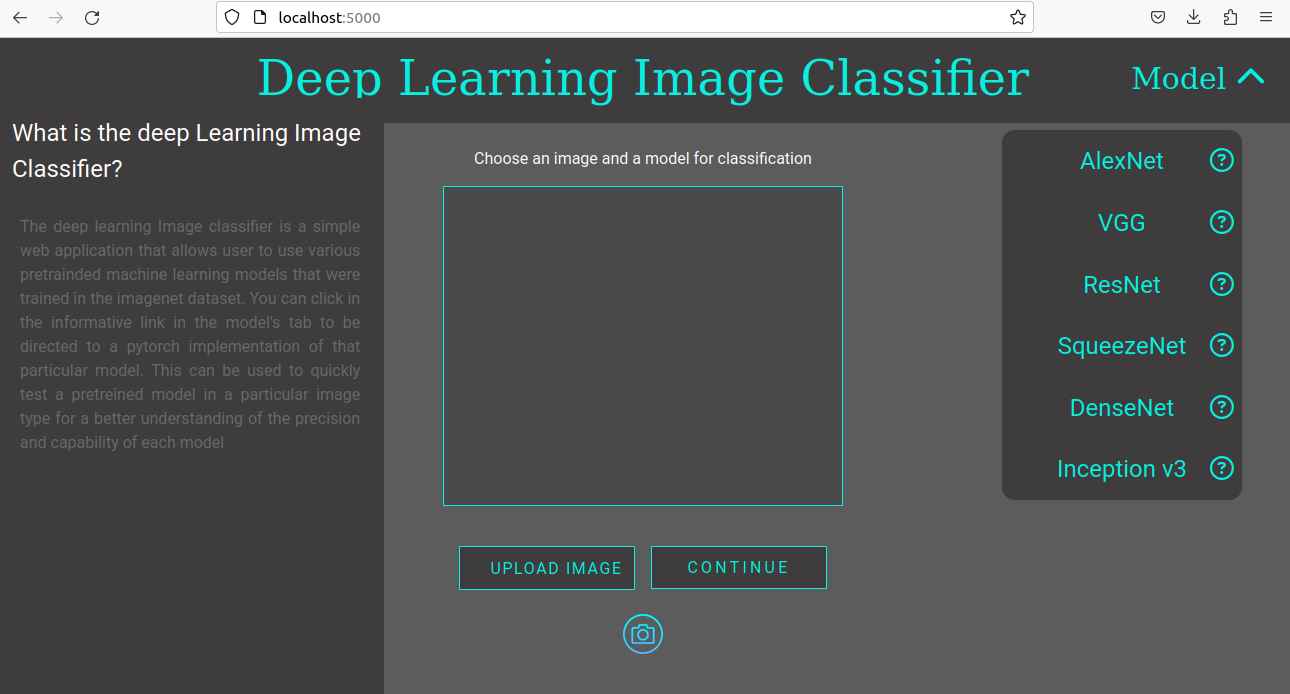 localhost:5000
Deep Learning Image Classifier
Model
What is the deep Learning Image
Classifier?
The deep learning Image classifier is a simple
web application that allows user to use various
pretrainded machine learning models that were
trained in the imagenet dataset. You can click in
the informative link in the model's tab to be
directed to a pytorch implementation of that
particular model. This can be used to quickly
test a pretreined model in a particular image
type for a better understanding of the precision
and capability of each model
Choose an image and a model for classification
UPLOAD IMAGE
CONTINUE
AlexNet ?
VGG ?
ResNet ?
SqueezeNet ?
DenseNet ?
Inception v3 ?